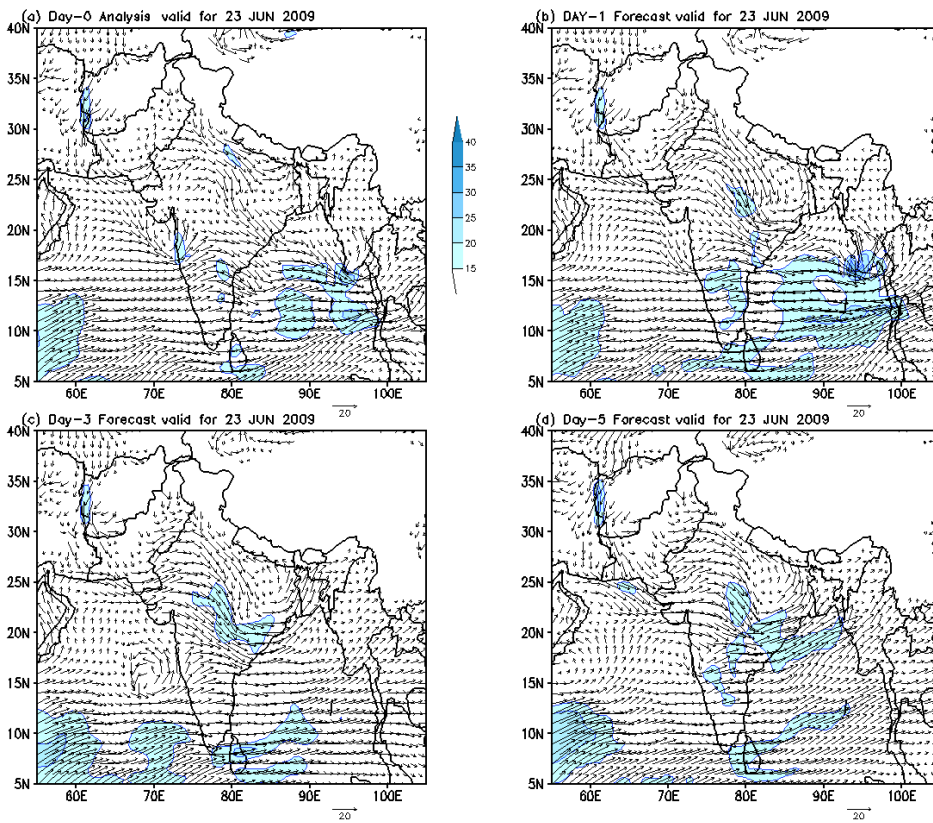 (a) Day-0 Analysis valid for 23 JUN 2009
40N
35N
30N
25N
20N
15N
10N
5N
60E 70E 80E 90E 100E
20
40
35
30
25
20
15
(b) DAY-1 Forecast valid for 23 JUN 2009
40N
35N
30N
25N
20N
15N
10N
5N
60E 70E 80E 90E 100E
20
(c) Day-3 Forecast valid for 23 JUN 2009
40N
35N
30N
25N
20N
15N
10N
5N
60E 70E 80E 90E 100E
20
(d) Day-5 Forecast valid for 23 JUN 2009
40N
35N
30N
25N
20N
15N
10N
5N
60E 70E 80E 90E 100E
20